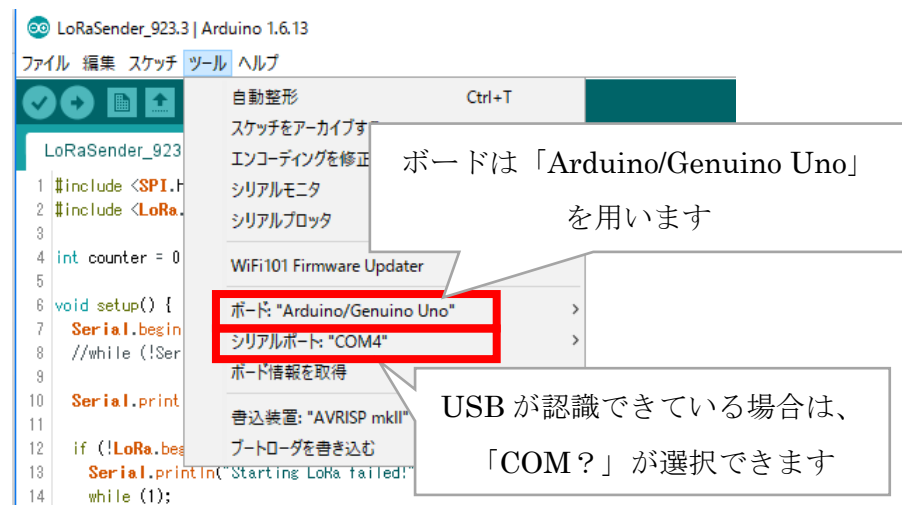 LoRaSender_923.3 | Arduino 1.6.13
ファイル 編集 スケッチ ツール ヘルプ
自動整形 Ctrl+T
スケッチをアーカイブす
エンコーディングを修正
シリアルモニタ
シリアルプロッタ
WiFi101 Firmware Updater
ボード: "Arduino/Genuino Uno"
シリアルポート: "COM4"
ボード情報を取得
書込装置: "AVRISP mkII"
ブートローダを書き込む
ボードは「Arduino/Genuino Uno」
を用います
USB が認識できている場合は、
「COM？」が選択できます
LoRaSender_923
1 #include <SPI.h
2 #include <LoRa.
3
4 int counter = 0
5
6 void setup() {
7 Serial.begin
8 //while (!Ser
9
10 Serial.print
11
12 if (!LoRa.beg
13 Serial.println("Starting LoRa failed!"
14 while (1);